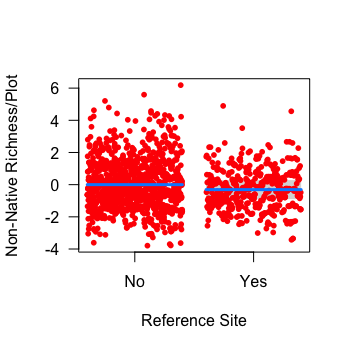 Non-Native Richness/Plot
6
4
2
0
-2
-4
No Yes
Reference Site